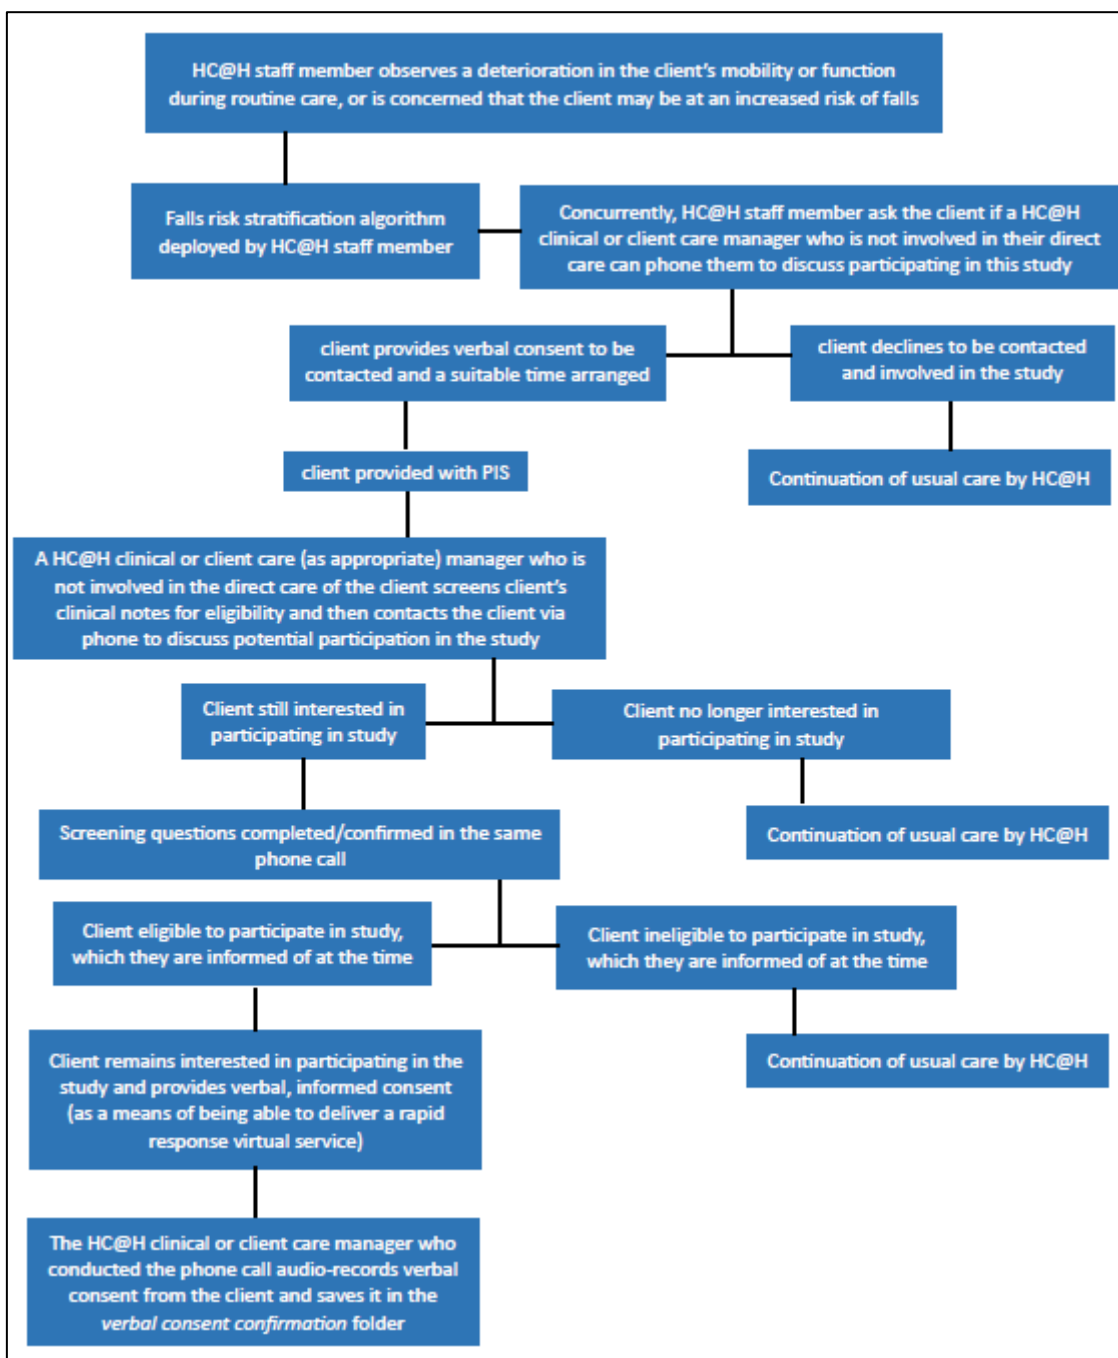 HC@H staff member observes a deterioration in the client's mobility or function
during routine care, or is concerned that the client may be at an increased risk of falls
Falls risk stratification algorithm
deployed by HC@H staff member
Concurrently, HC@H staff member ask the client if a HC@H
clinical or client care manager who is not involved in their direct
care can phone them to discuss participating in this study
client provides verbal consent to be
contacted and a suitable time arranged
client declines to be contacted
and involved in the study
client provided with PIS
Continuation of usual care by HC@H
A HC@H clinical or client care (as appropriate) manager who is
not involved in the direct care of the client screens client's
clinical notes for eligibility and then contacts the client via
phone to discuss potential participation in the study
Client still interested in
participating in study
Client no longer interested in
participating in study
Screening questions completed/confirmed in the same
phone call
Continuation of usual care by HC@H
Client eligible to participate in study,
which they are informed of at the time
Client ineligible to participate in study,
which they are informed of at the time
Client remains interested in participating in the
study and provides verbal, informed consent
(as a means of being able to deliver a rapid
response virtual service)
Continuation of usual care by HC@H
The HC@H clinical or client care manager who
conducted the phone call audio-records verbal
consent from the client and saves it in the
verbal consent confirmation folder